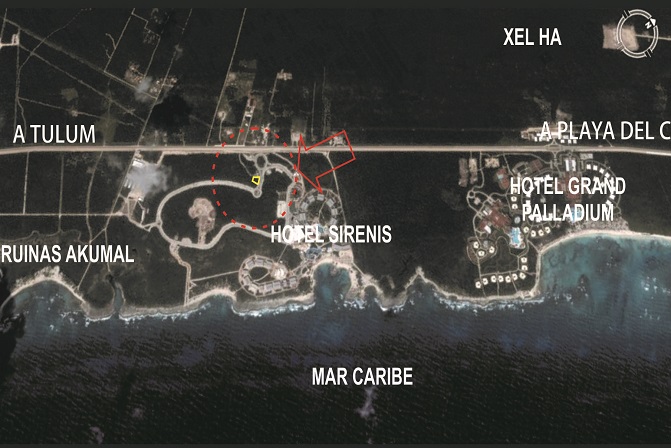 XEL HA
A TULUM
A PLAYA DEL C
HOTEL GRAND
PALLADIUM
HOTEL SIRENIS
RUINAS AKUMAL
MAR CARIBE